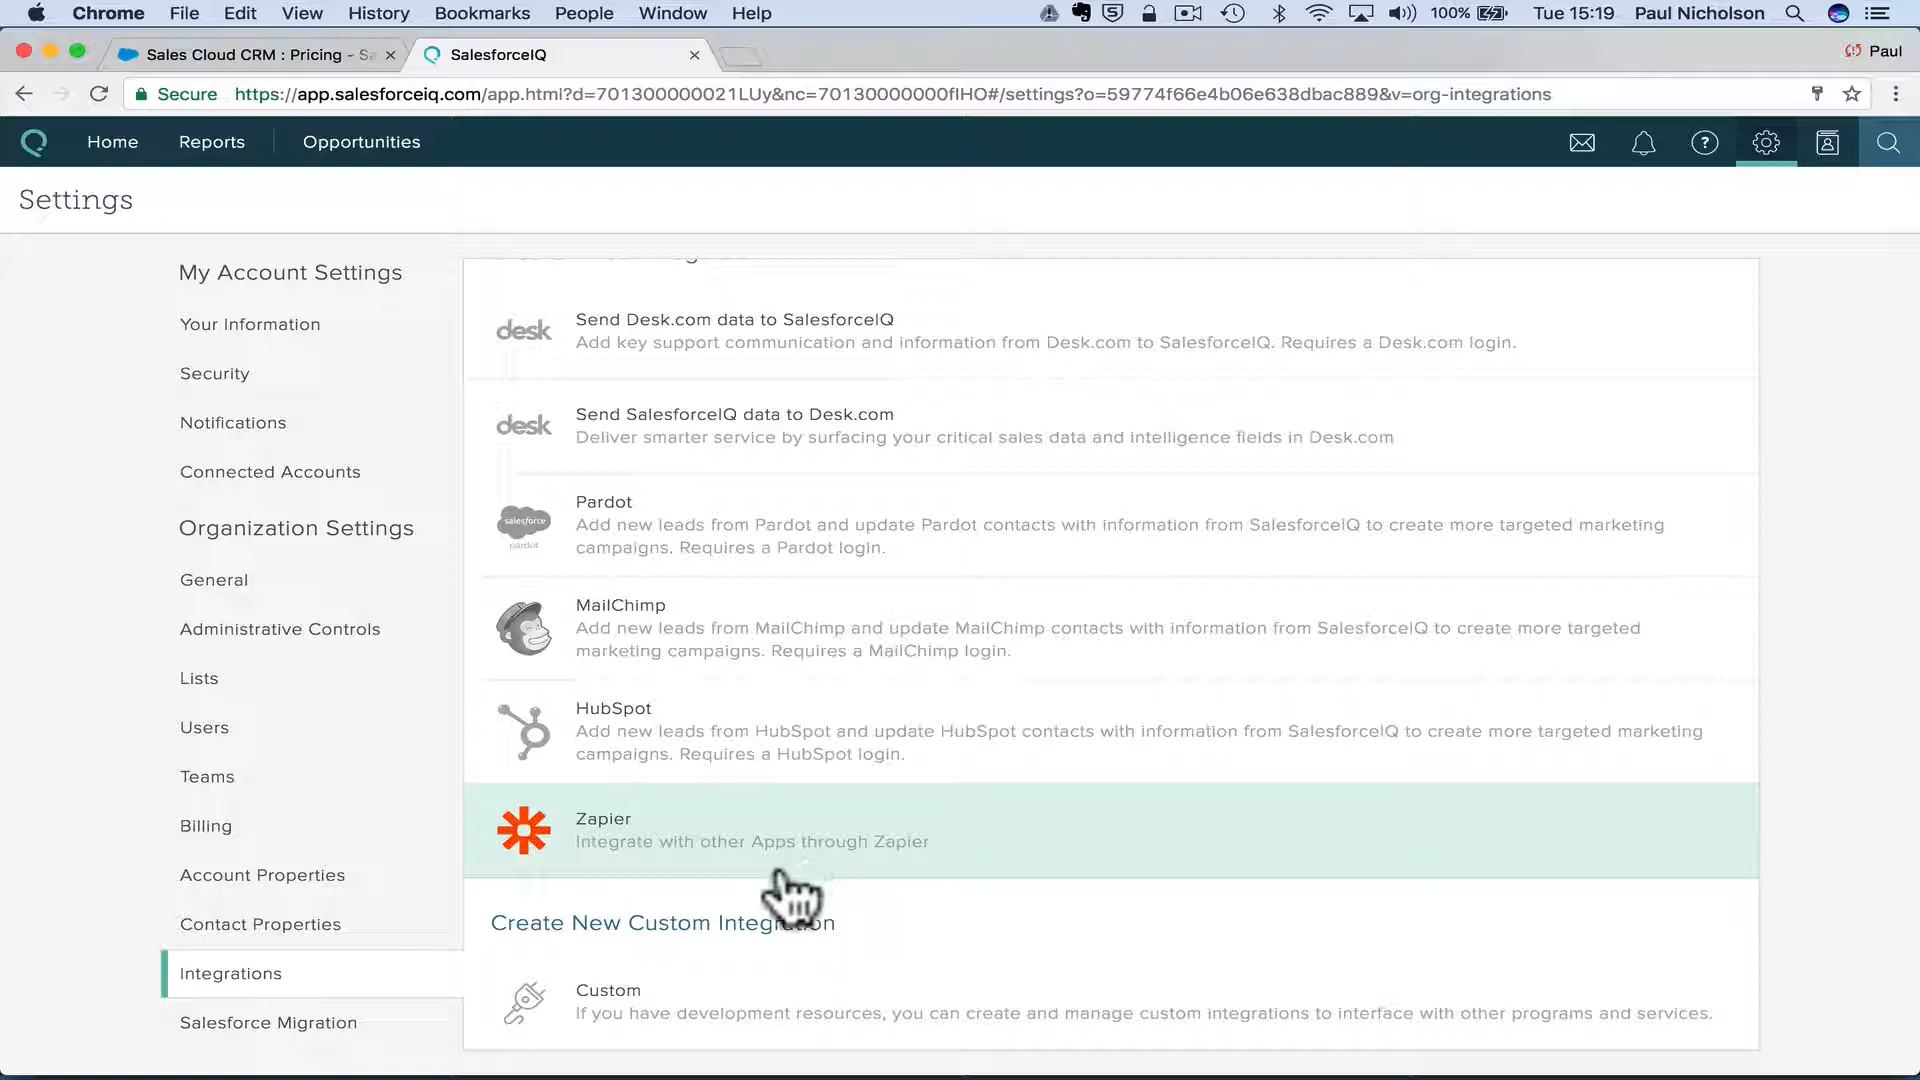 Chrome File Edit View History Bookmarks People Window Help 100% Tue 15:19 Paul Nicholson
Sales Cloud CRM : Pricing - Sa
SalesforceIQ
Paul
Secure https://app.salesforceiq.com/app.html?d=701300000021LUy&nc=70130000000fIHO#/settings?o=59774f66e4b06e638dbac889&v=org-integrations
Home Reports Opportunities
Settings
My Account Settings
Your Information
Security
Notifications
Connected Accounts
Organization Settings
General
Administrative Controls
Lists
Users
Teams
Billing
Account Properties
Contact Properties
Integrations
Salesforce Migration
desk
Send Desk.com data to SalesforceIQ
Add key support communication and information from Desk.com to SalesforceIQ. Requires a Desk.com login.
desk
Send SalesforceIQ data to Desk.com
Deliver smarter service by surfacing your critical sales data and intelligence fields in Desk.com
salesforce
pardot
Pardot
Add new leads from Pardot and update Pardot contacts with information from SalesforceIQ to create more targeted marketing
campaigns. Requires a Pardot login.
MailChimp
Add new leads from MailChimp and update MailChimp contacts with information from SalesforceIQ to create more targeted
marketing campaigns. Requires a MailChimp login.
HubSpot
Add new leads from HubSpot and update HubSpot contacts with information from SalesforceIQ to create more targeted marketing
campaigns. Requires a HubSpot login.
Zapier
Integrate with other Apps through Zapier
Create New Custom Integration
Custom
If you have development resources, you can create and manage custom integrations to interface with other programs and services.